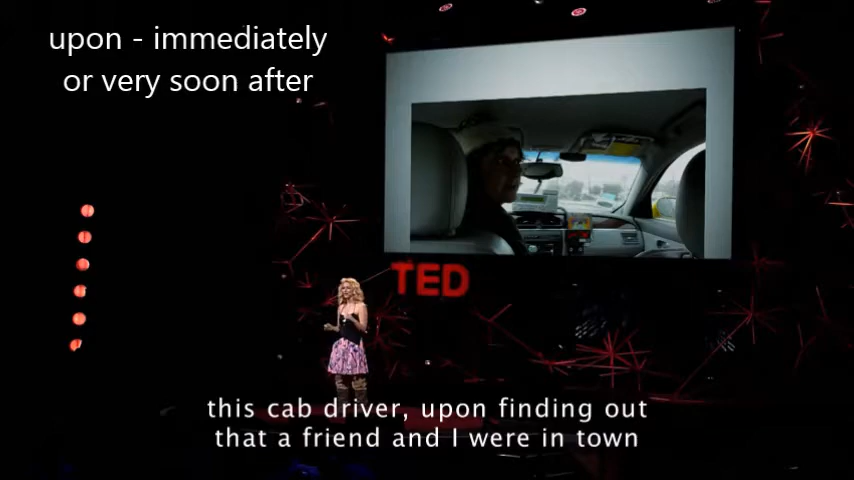 upon - immediately
or very soon after
TED
this cab driver, upon finding out
that a friend and I were in town